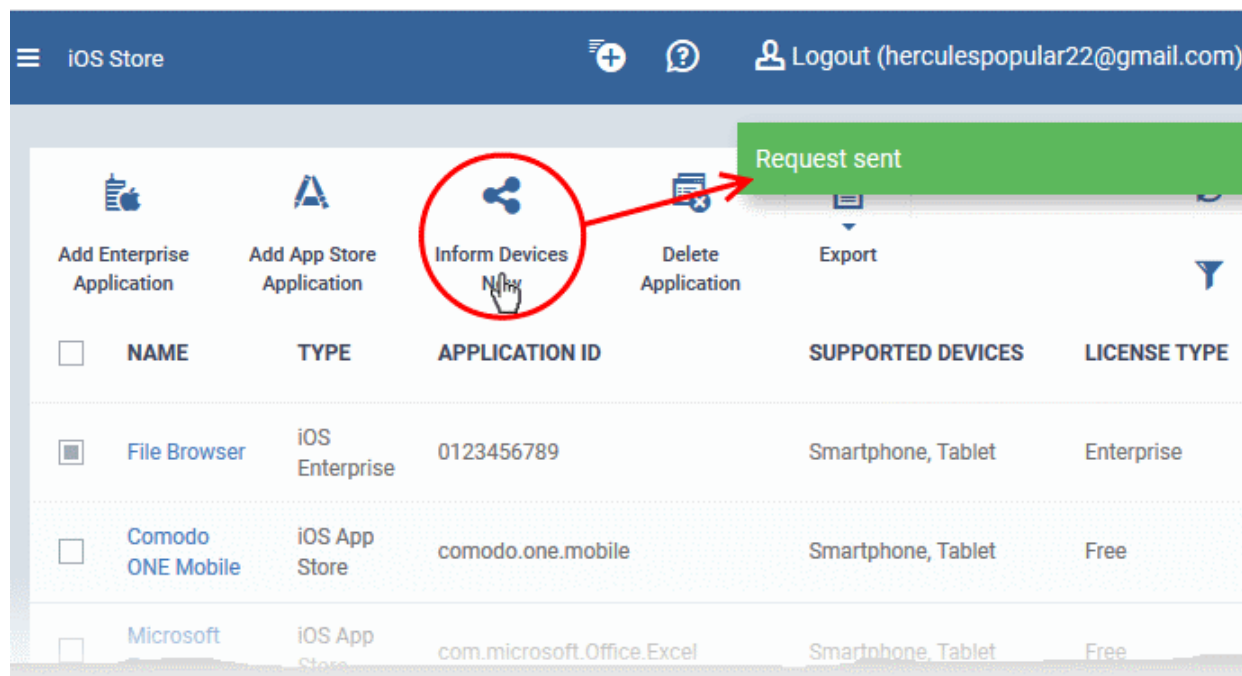 iOS Store
Logout (herculespopular22@gmail.com)
Request sent
Add Enterprise
Application
Add App Store
Application
Inform Devices
Now
Delete
Application
Export
NAME TYPE APPLICATION ID SUPPORTED DEVICES LICENSE TYPE
File Browser
iOS
Enterprise
0123456789
Smartphone, Tablet
Enterprise
Comodo
ONE Mobile
iOS App
Store
comodo.one.mobile
Smartphone, Tablet
Free
Microsoft
iOS App
Store
com.microsoft.Office.Excel
Smartphone, Tablet
Free